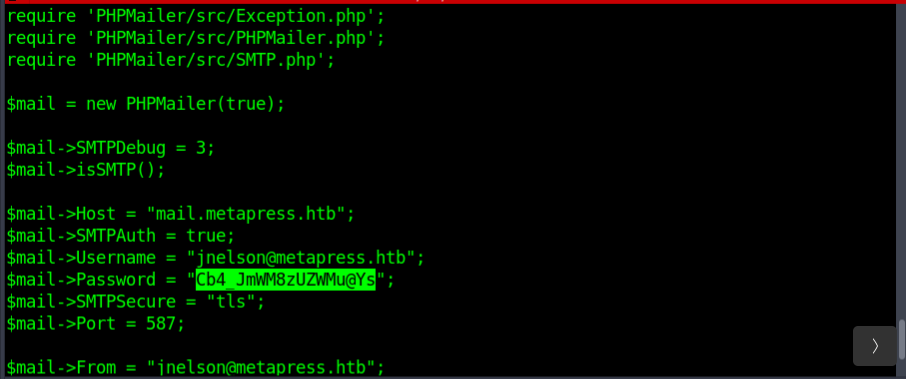 require 'PHPMailer/src/Exception.php';
require 'PHPMailer/src/PHPMailer.php';
require 'PHPMailer/src/SMTP.php';
$mail = new PHPMailer(true);
$mail->SMTPDebug = 3;
$mail->isSMTP();
$mail->Host = "mail.metapress.htb";
$mail->SMTPAuth = true;
$mail->Username = "jnelson@metapress.htb";
$mail->Password = "Cb4_JmWM8zUZWMu@Ys";
$mail->SMTPSecure = "tls";
$mail->Port = 587;
$mail->From = "jnelson@metapress.htb";